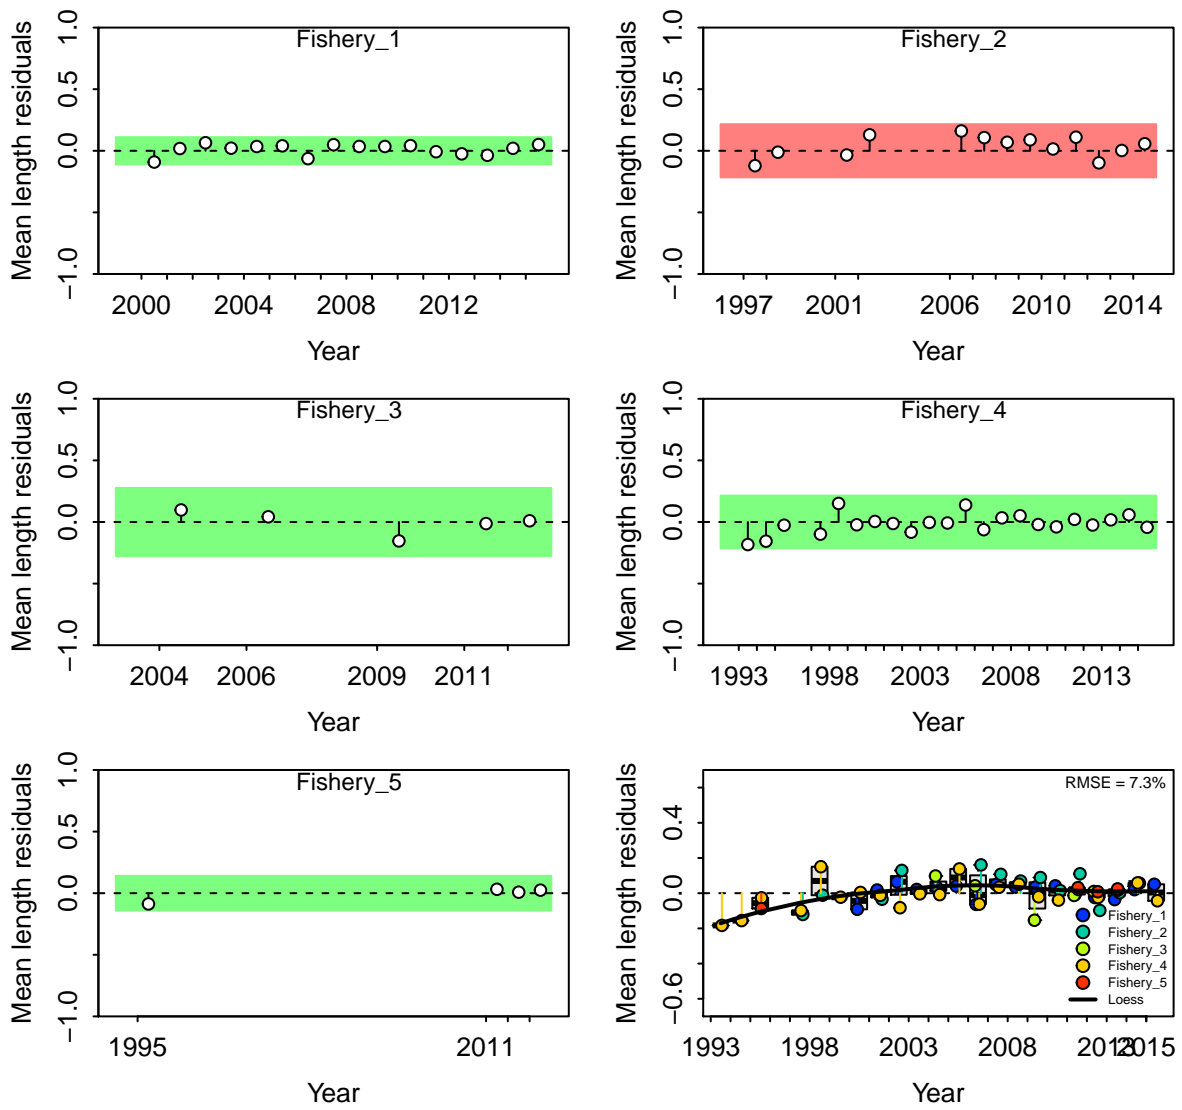 Fishery_1
Mean length residuals
1.0
0.5
0.0
−1.0
2000 2004 2008 2012
Year
Fishery_2
Mean length residuals
1.0
0.5
0.0
−1.0
1997 2001 2006 2010 2014
Year
Fishery_3
Mean length residuals
1.0
0.5
0.0
−1.0
2004 2006 2009 2011
Year
Fishery_4
Mean length residuals
1.0
0.5
0.0
−1.0
1993 1998 2003 2008 2013
Year
Fishery_5
Mean length residuals
1.0
0.5
0.0
−1.0
1995 2011
Year
RMSE = 7.3%
Mean length residuals
0.4
0.0
−0.6
Fishery_1
Fishery_2
Fishery_3
Fishery_4
Fishery_5
Loess
1993 1998 2003 2008 2013 2015
Year